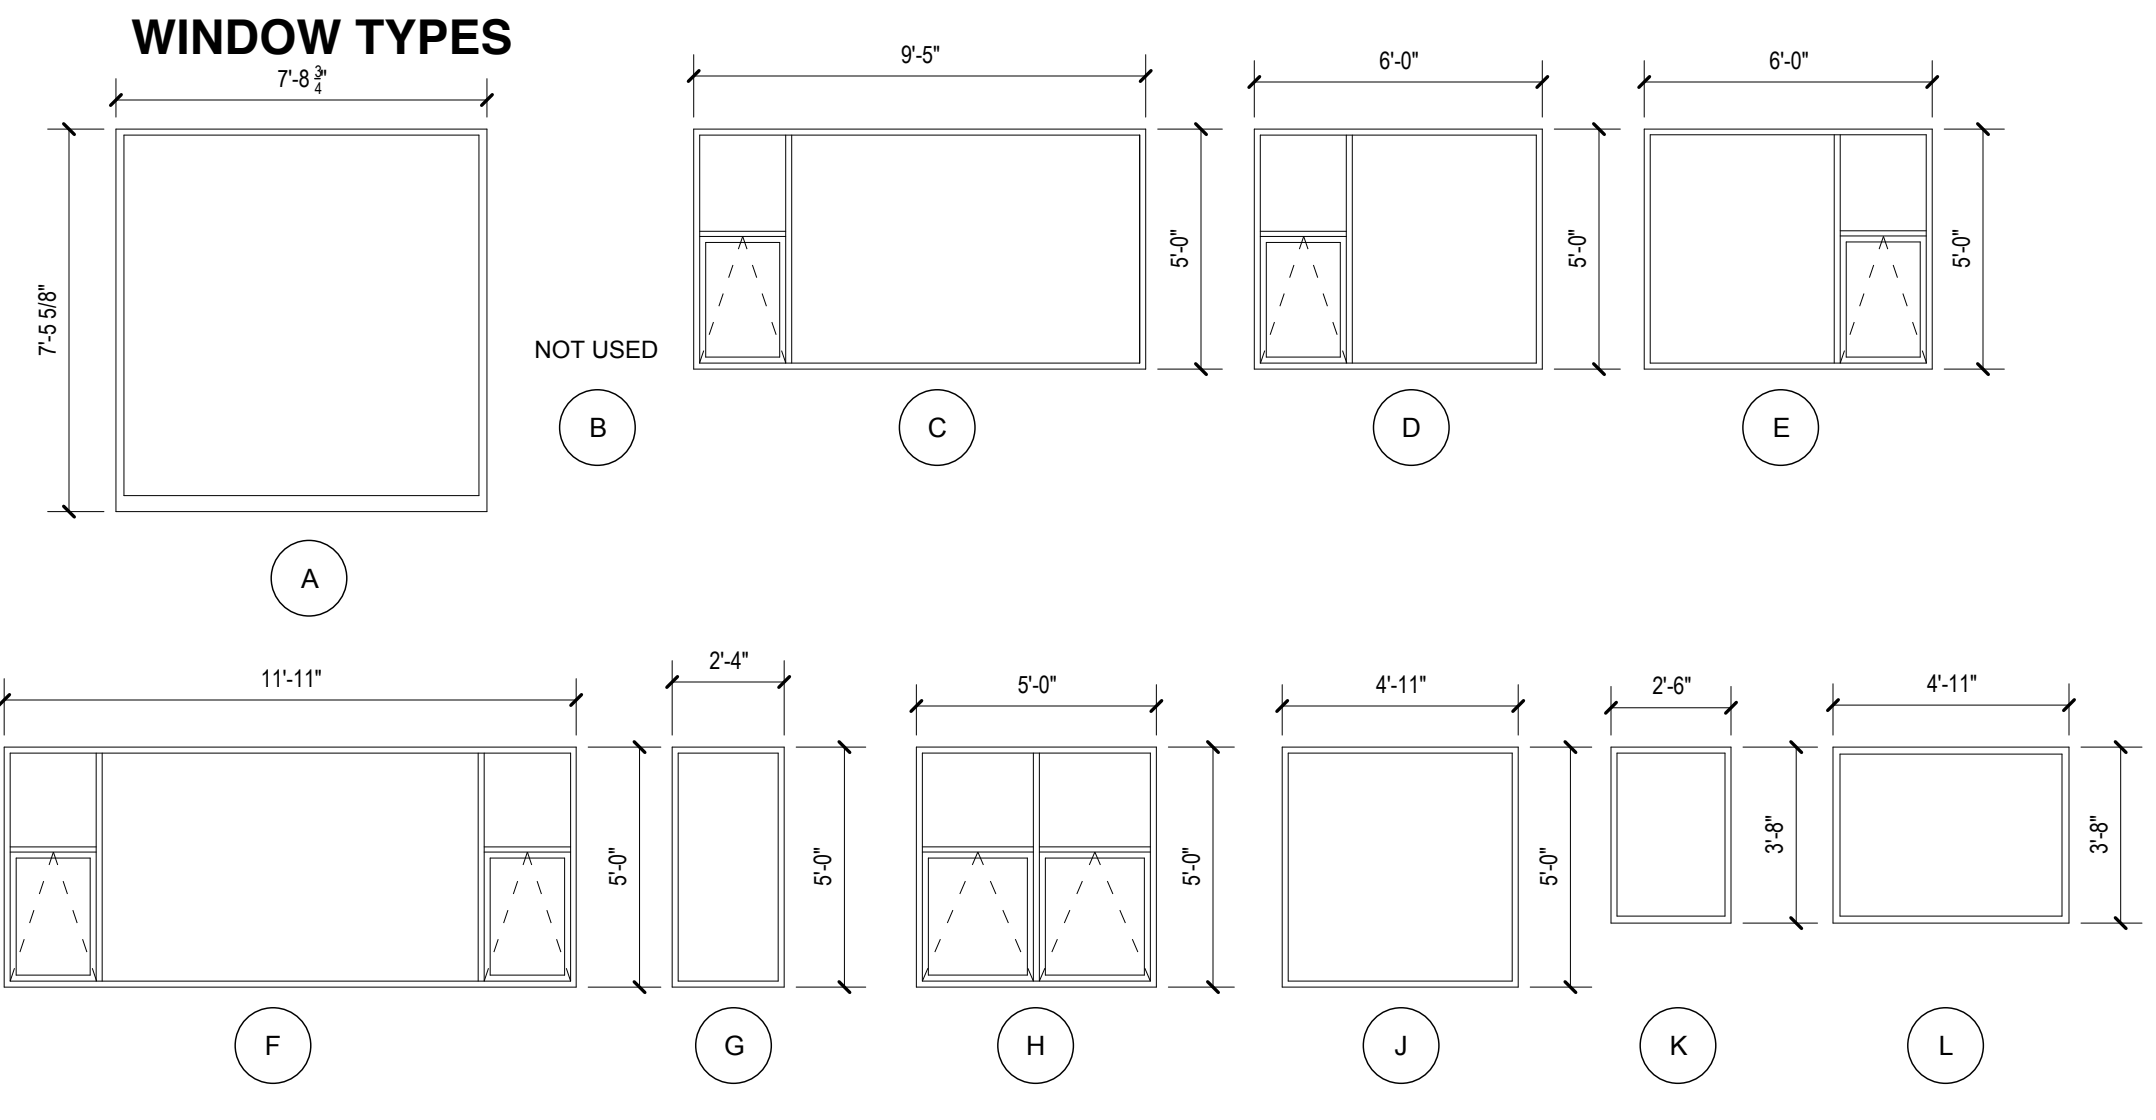 WINDOW TYPES
7'-8 3/4"
9'-5"
6'-0"
6'-0"
7'-5 5/8"
5'-0"
5'-0"
5'-0"
NOT USED
B
C
D
E
A
11'-11"
2'-4"
5'-0"
4'-11"
2'-6"
4'-11"
5'-0"
5'-0"
5'-0"
5'-0"
3'-8"
3'-8"
F
G
H
J
K
L